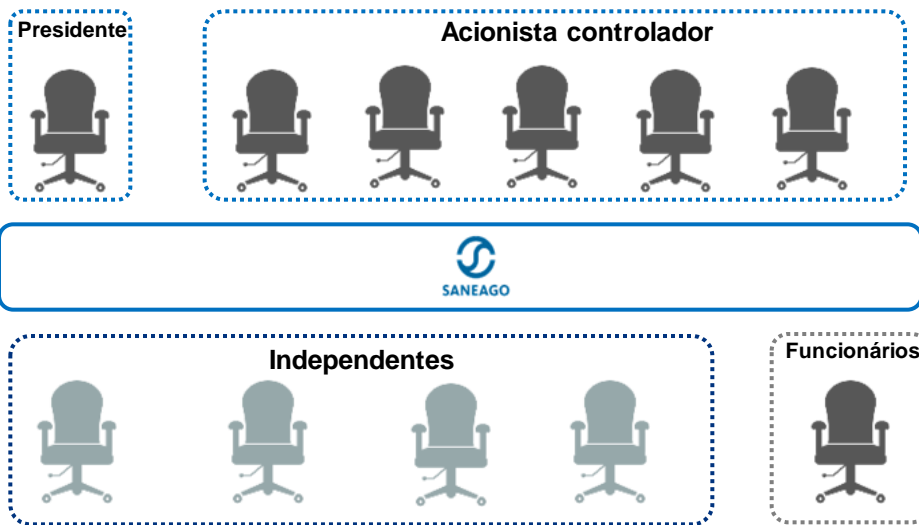 Presidente
Acionista controlador
SANEAGO
Independentes
Funcionários